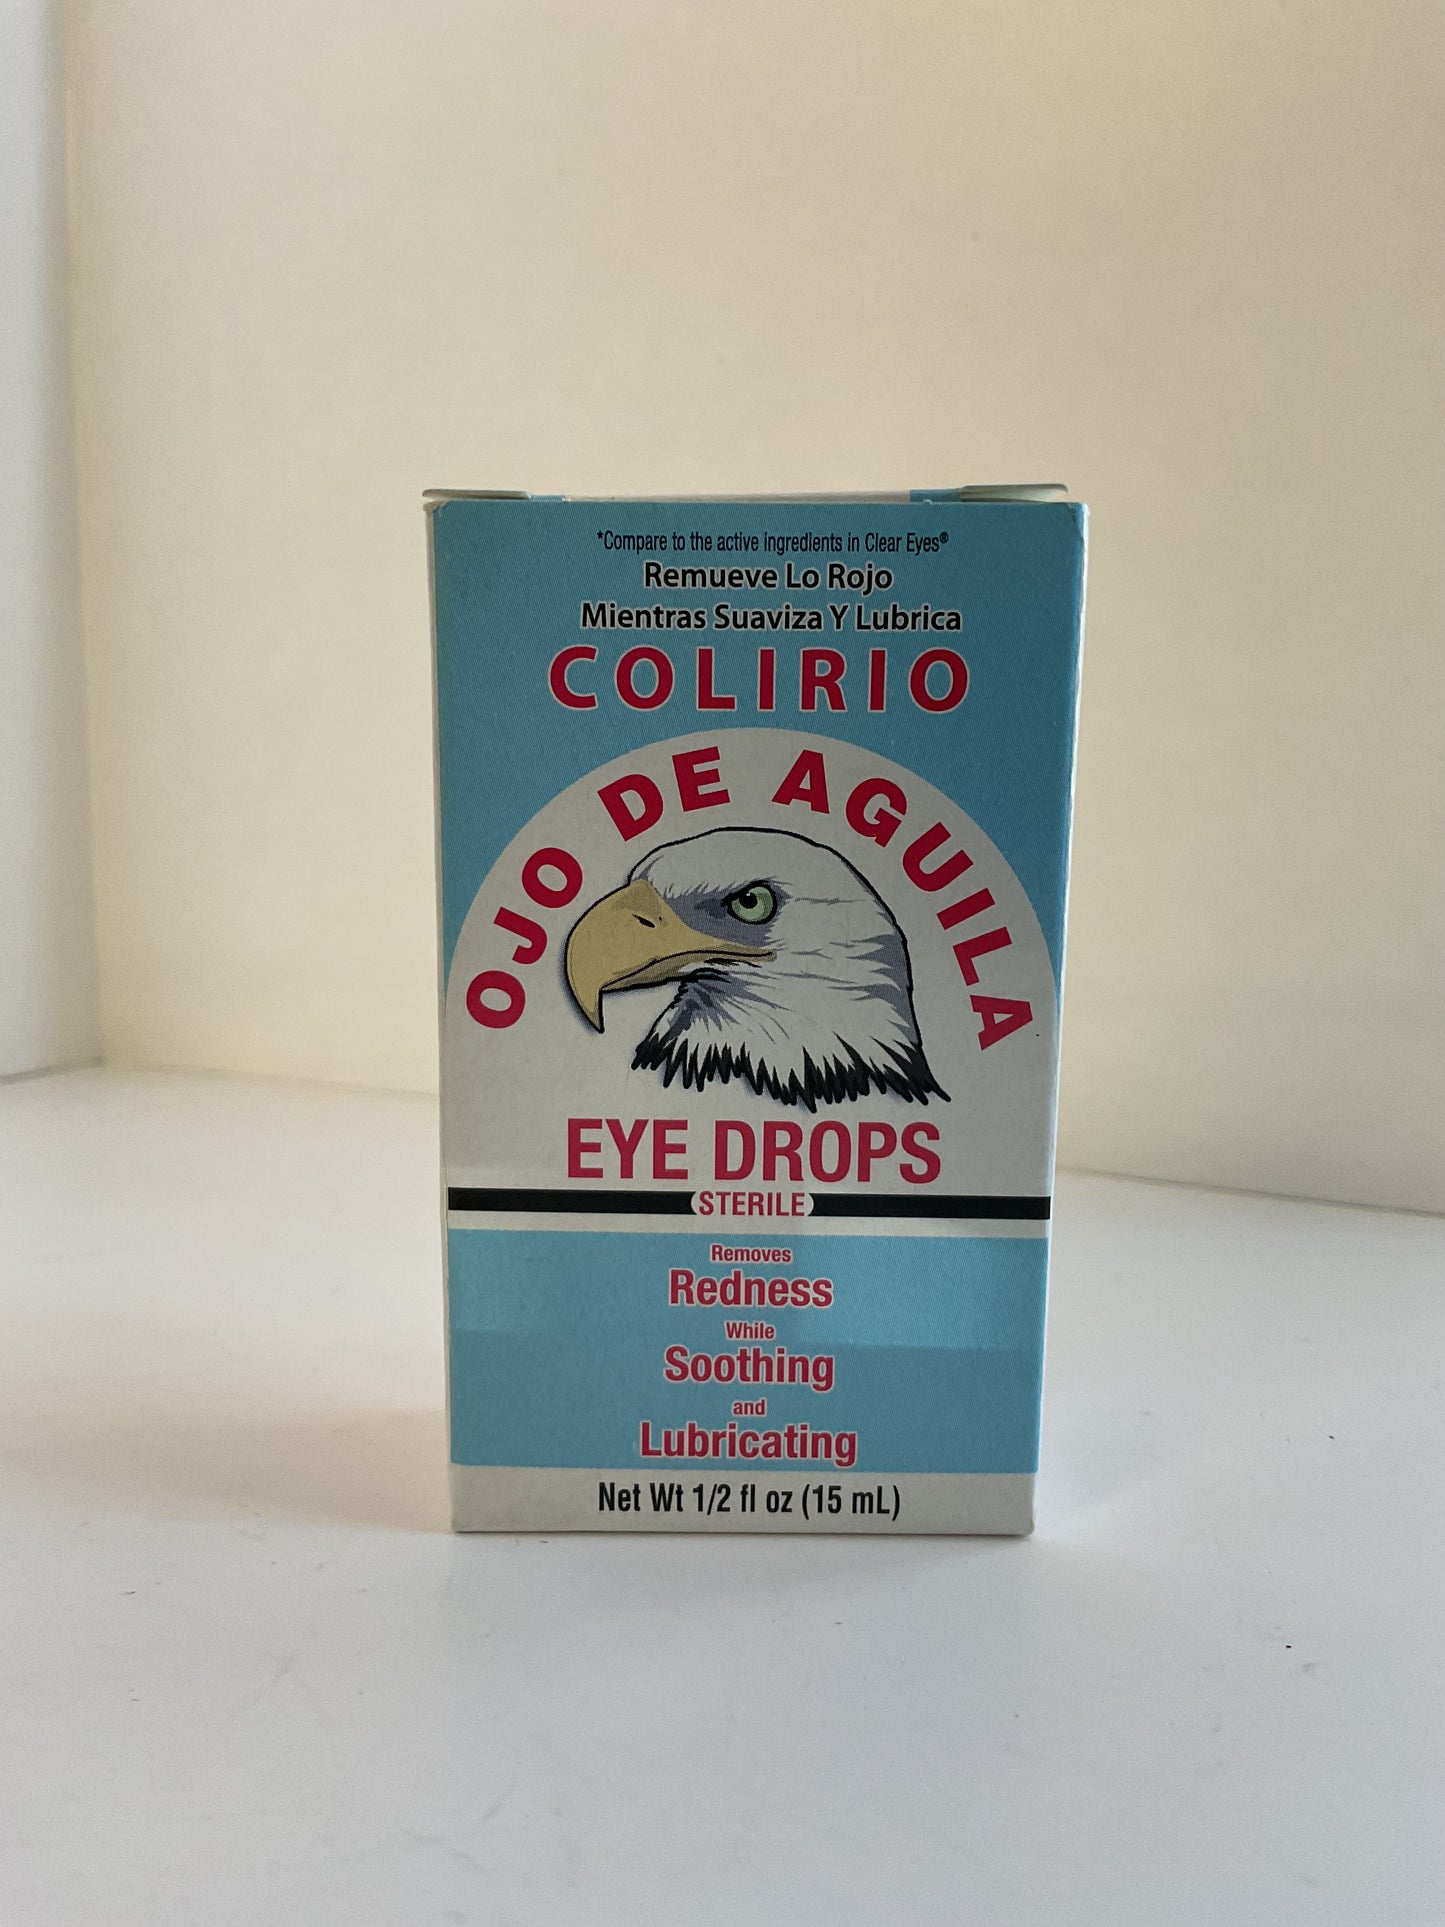 *Compare to the active ingredients in Clear Eyes®
Remueve Lo Rojo
Mientras Suaviza Y Lubrica
COLIRIO
OJO DE AGUILA
EYE DROPS
STERILE
Removes
Redness
While
Soothing
and
Lubricating
Net Wt 1/2 fl oz (15 mL)